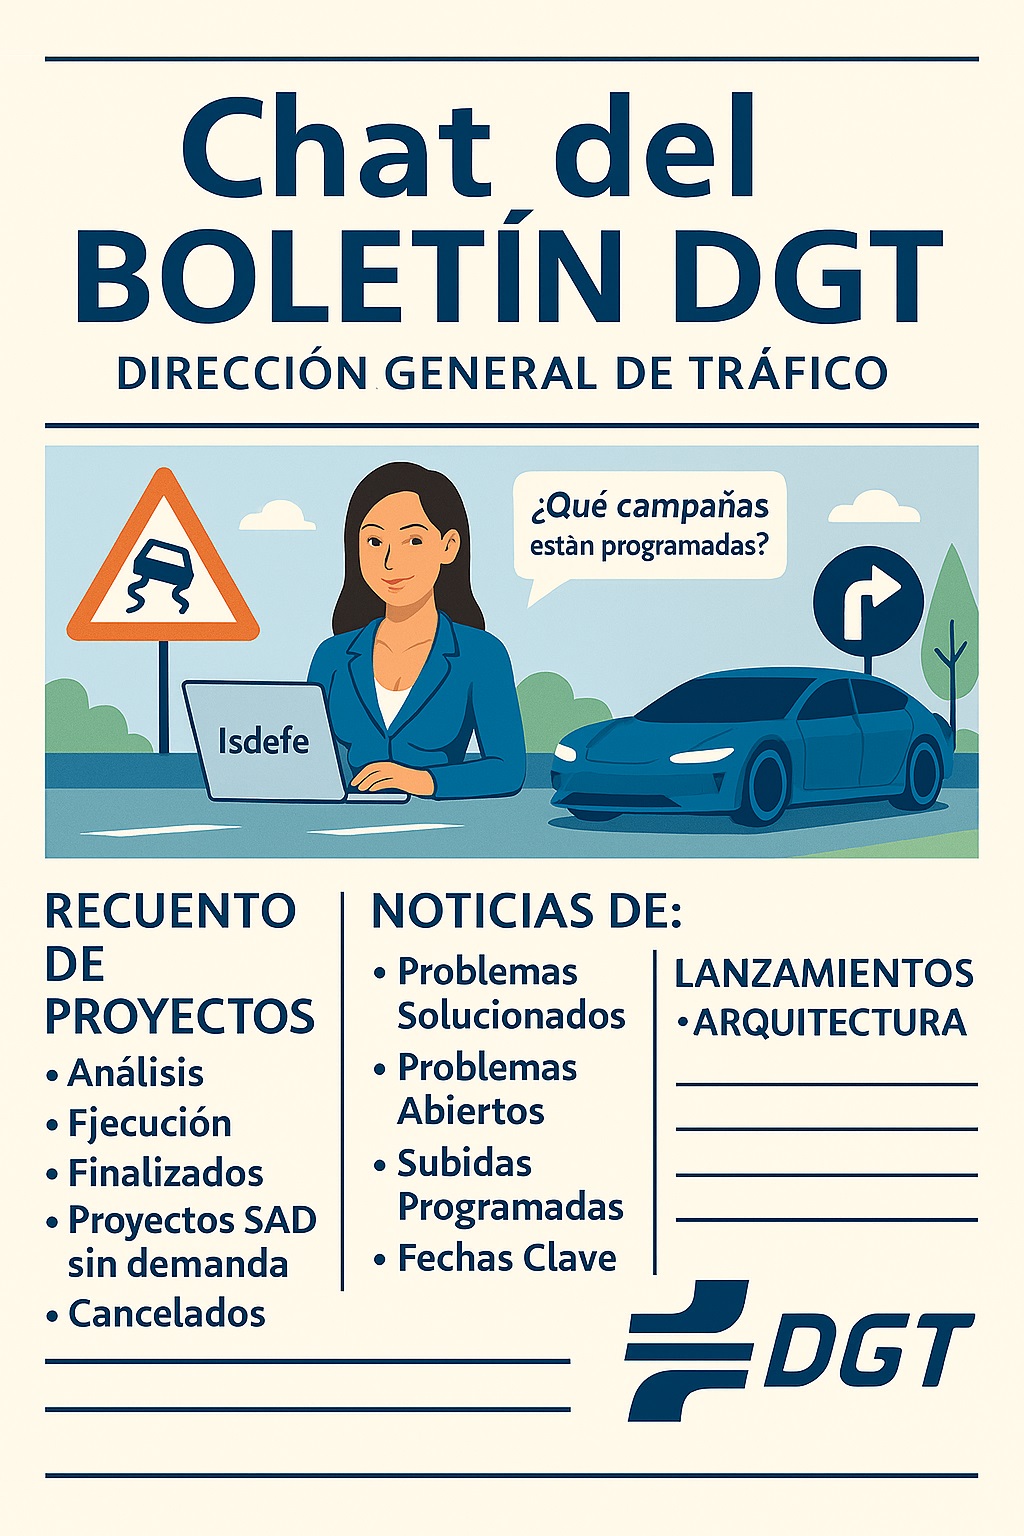 Chat del
BOLETÍN DGT
DIRECCIÓN GENERAL DE TRÁFICO
¿Qué campañas
estàn programadas?
Isdefe
RECUENTO
DE
PROYECTOS
• Análisis
• Fjecución
• Finalizados
• Proyectos SAD
sin demanda
• Cancelados
NOTICIAS DE:
• Problemas
Solucionados
• Problemas
Abiertos
• Subidas
Programadas
• Fechas Clave
LANZAMIENTOS
• ARQUITECTURA
DGT